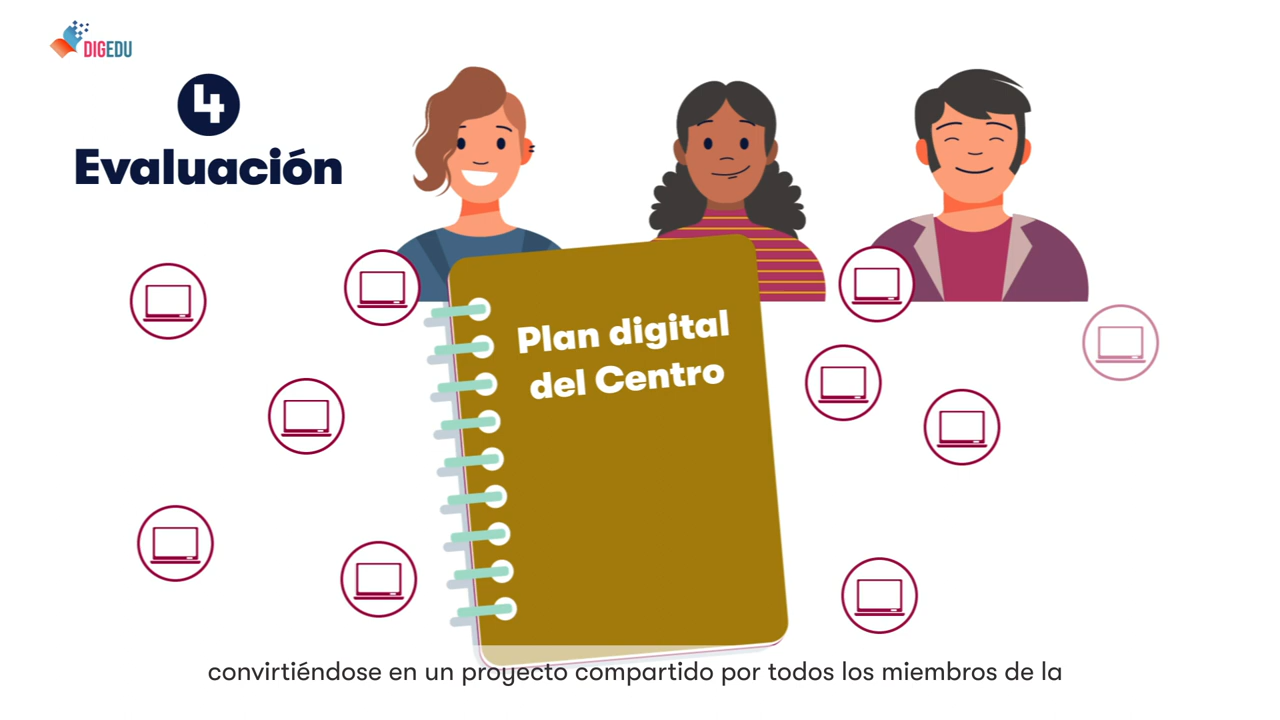 DIGEDU
4
Evaluación
Plan digital
del Centro
convirtiéndose en un proyecto compartido por todos los miembros de la